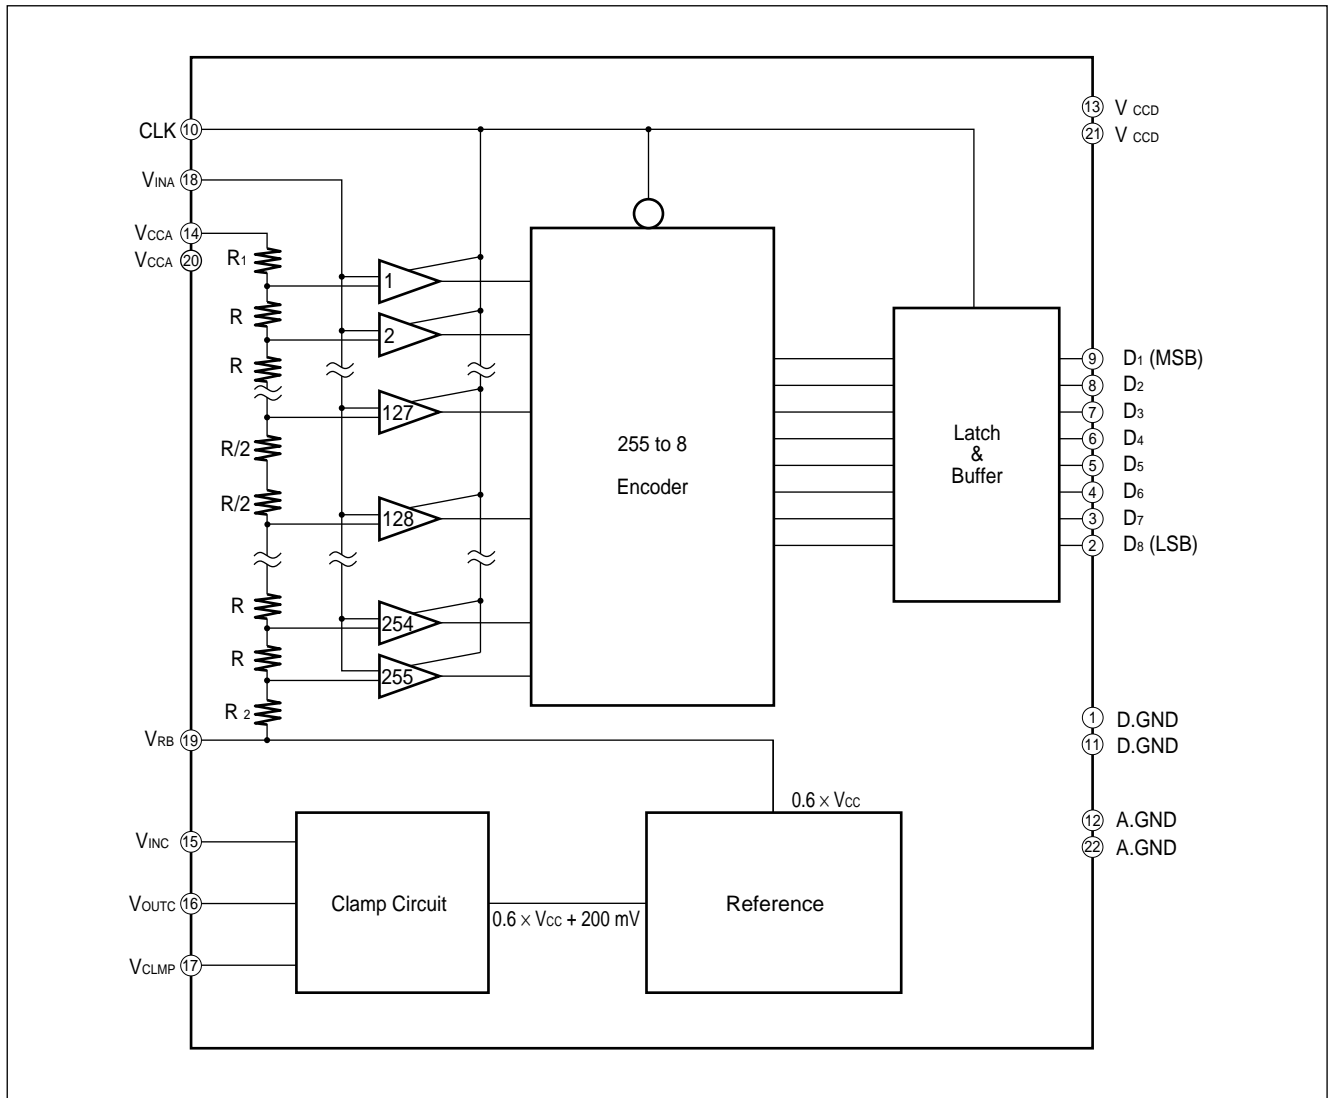 CLK 10
VINA 18
VCCA 14
VCCA 20
R1
R
R
R/2
R/2
R
R
R 2
VRB 19
VINC 15
VOUTC 16
VCLMP 17
1
2
127
128
254
255
255 to 8
Encoder
Latch
&
Buffer
13 V CCD
21 V CCD
9 D1 (MSB)
8 D2
7 D3
6 D4
5 D5
4 D6
3 D7
2 D8 (LSB)
1 D.GND
11 D.GND
12 A.GND
22 A.GND
Clamp Circuit
0.6 × VCC + 200 mV
0.6 × VCC
Reference